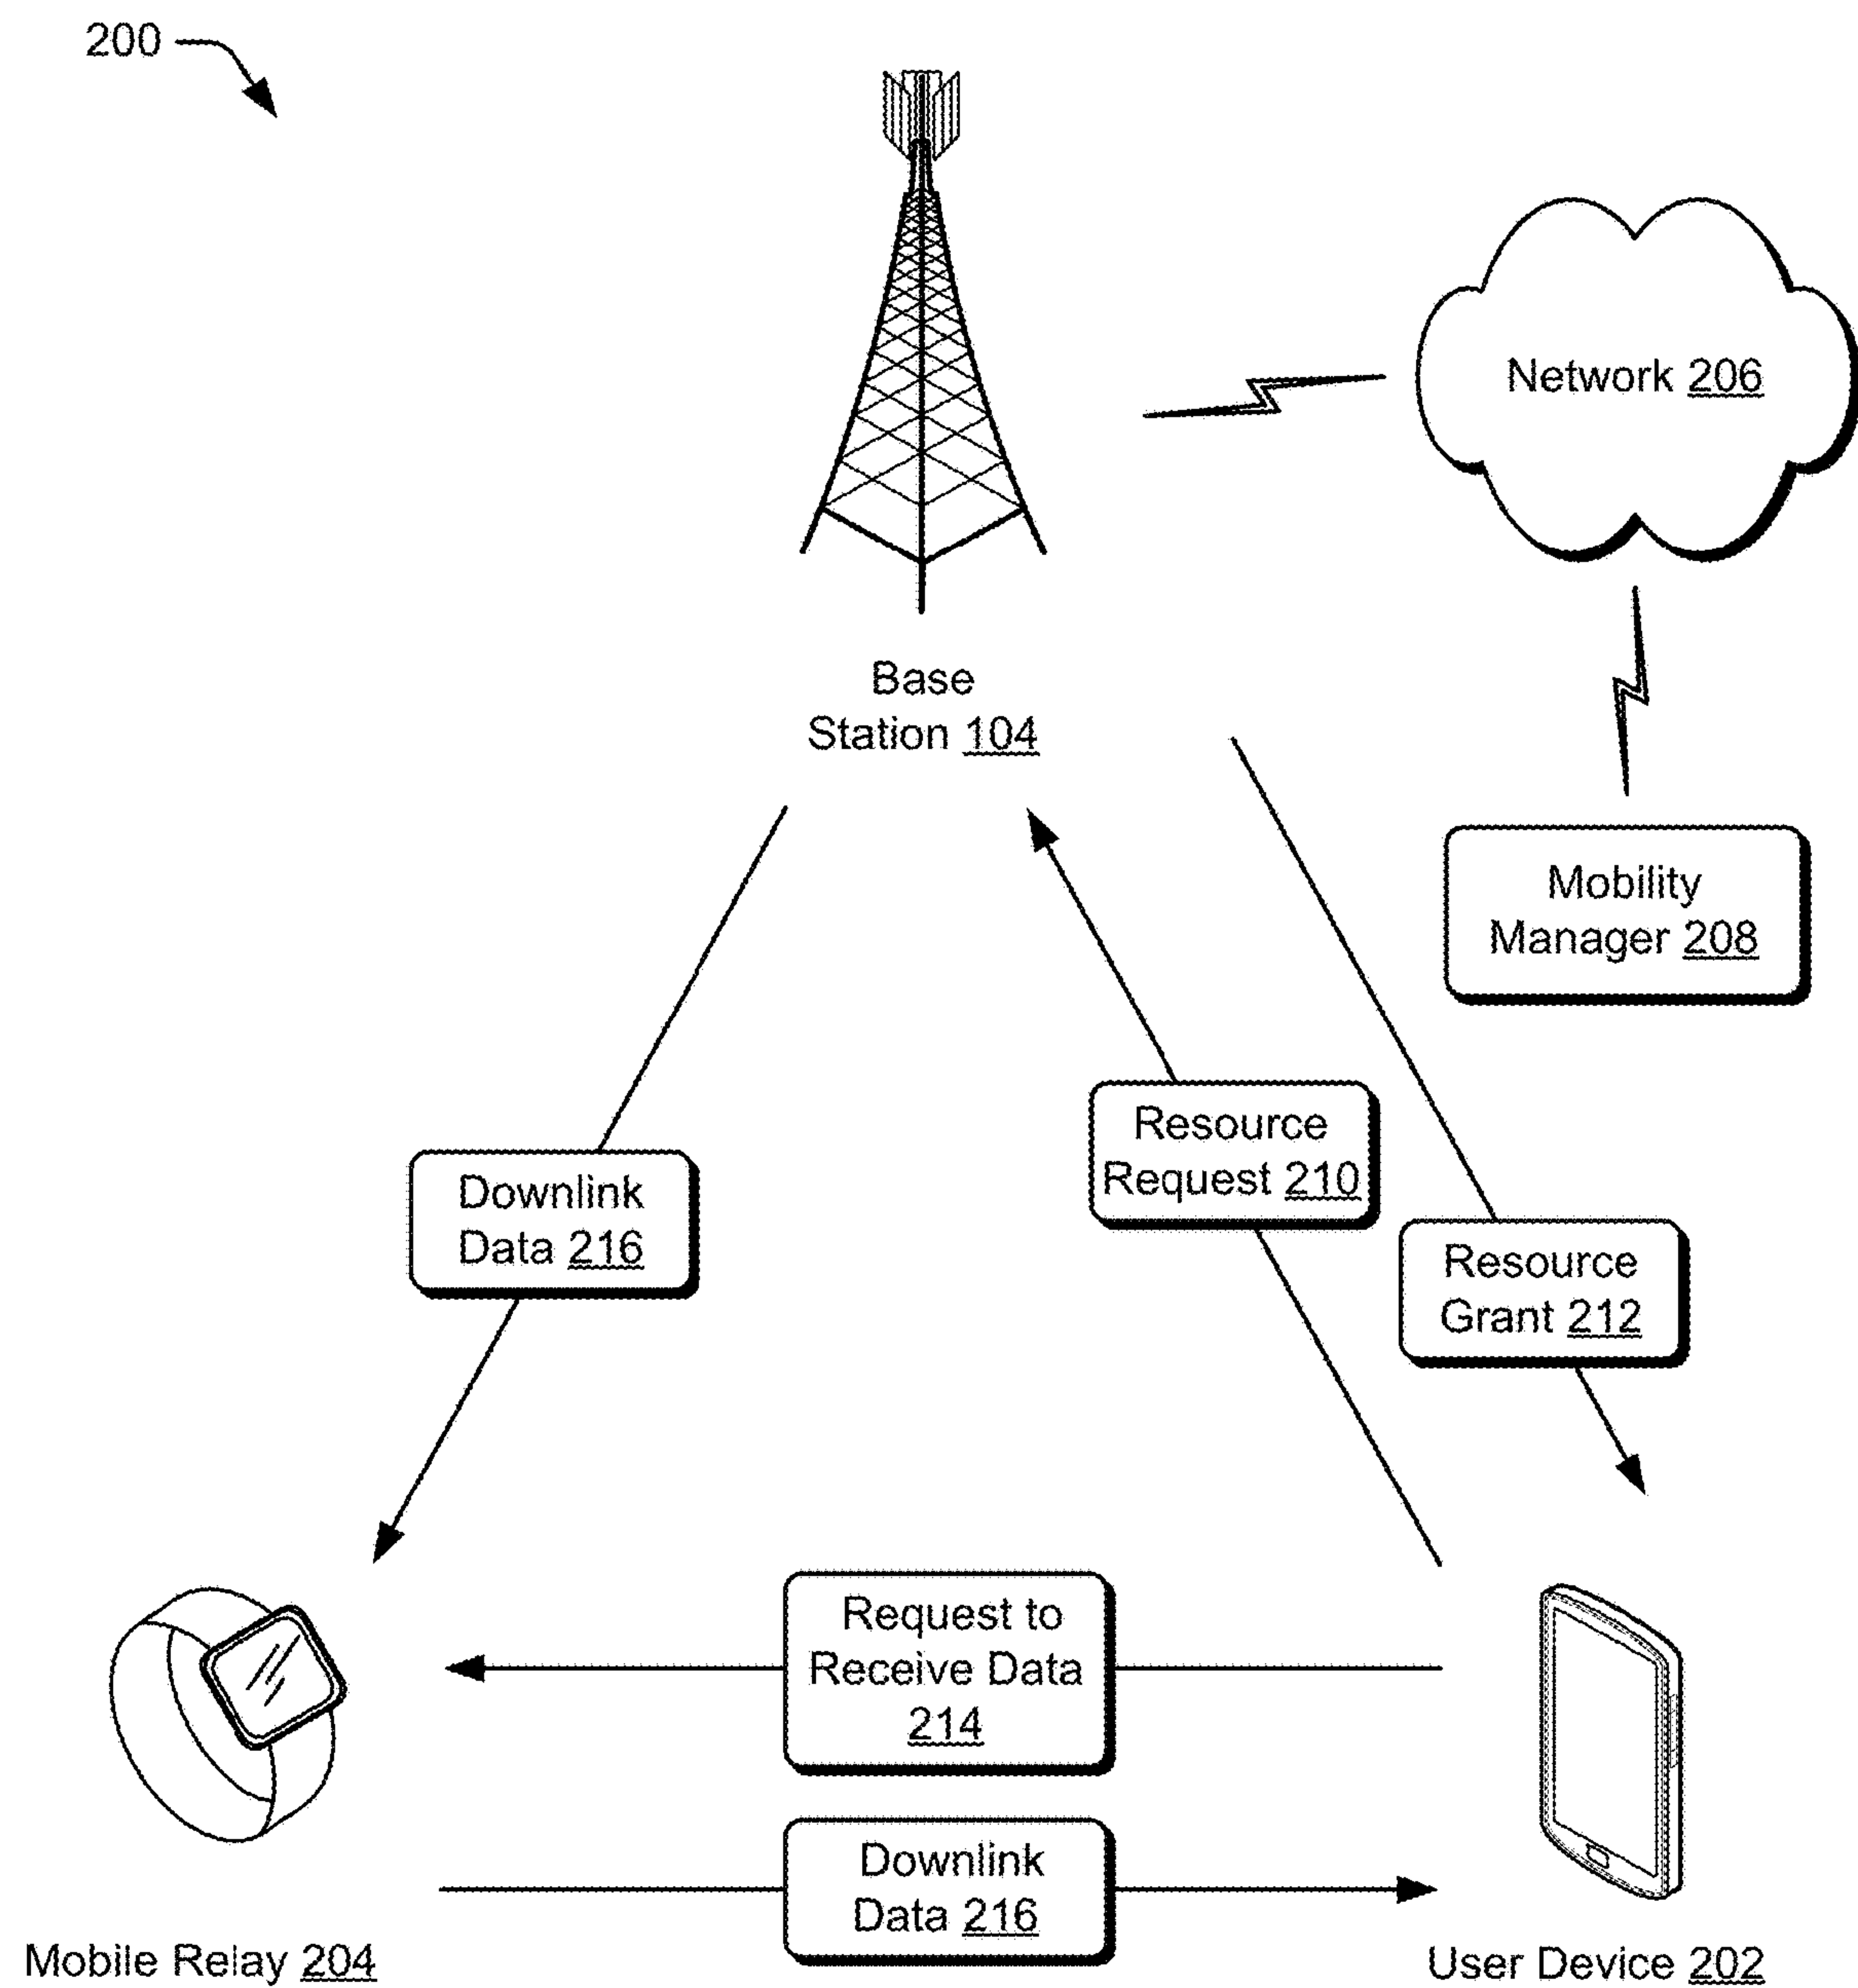 200
Network 206
Base
Station 104
Mobility
Manager 208
Resource
Request 210
Downlink
Data 216
Resource
Grant 212
Request to
Receive Data
214
Downlink
Data 216
Mobile Relay 204
User Device 202